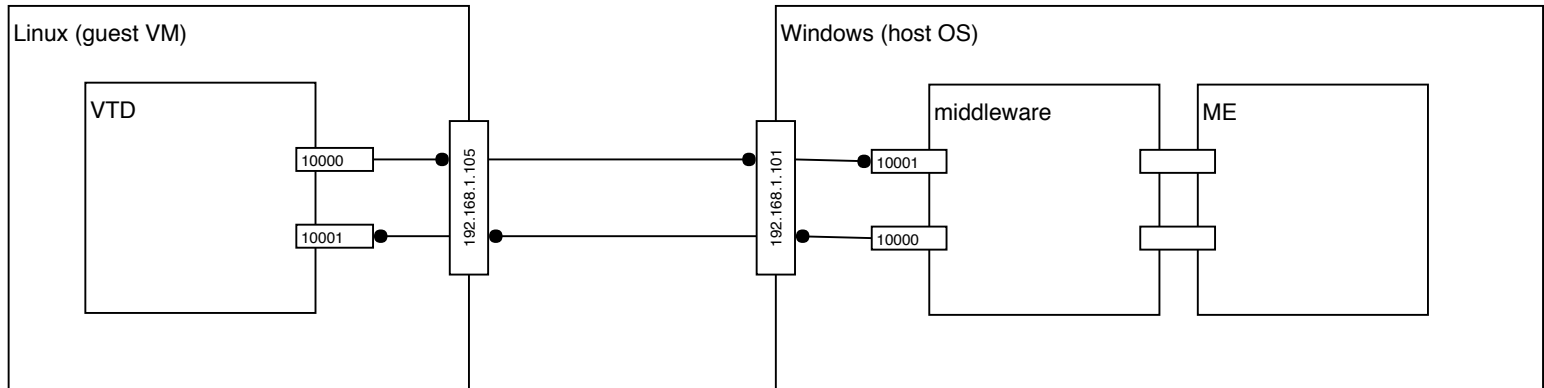 Linux (guest VM)
Windows (host OS)
VTD
middleware
ME
10000
192.168.1.105
192.168.1.101
10001
10001
10000